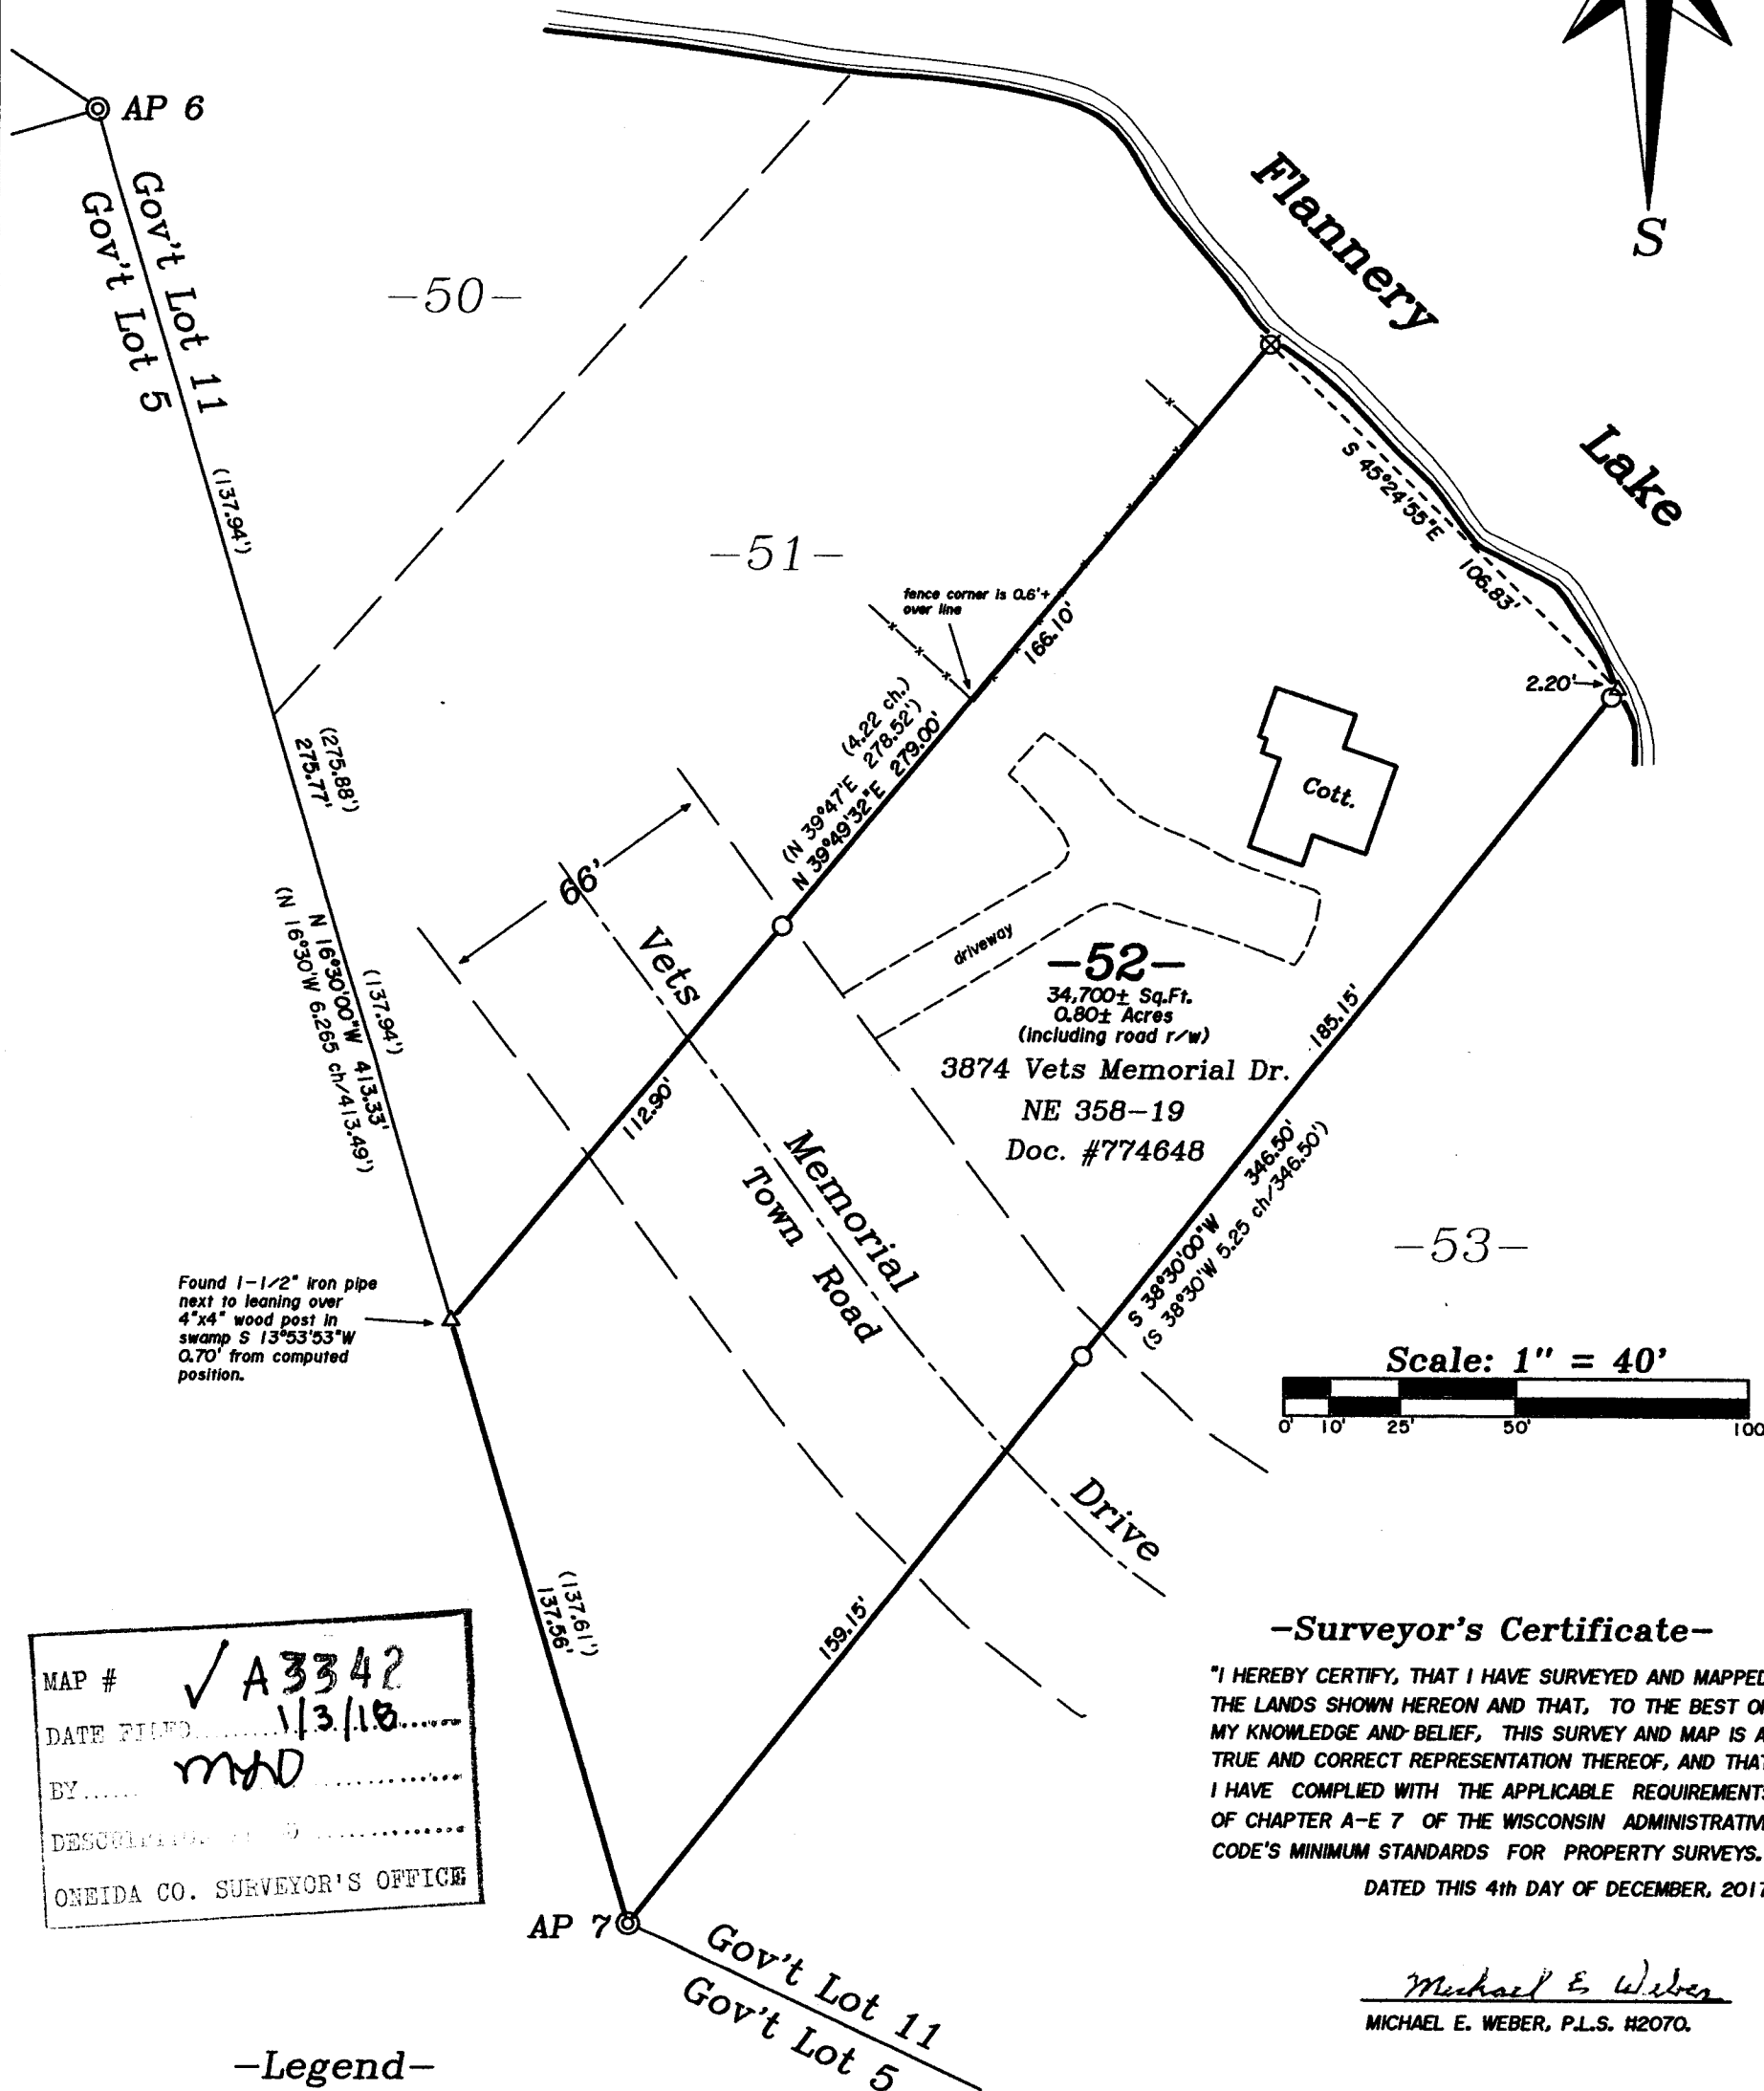 S
AP 6
Gov't Lot 11
Gov't Lot 5
Flannery
Lake
-50-
(137.94')
-51-
S 45°24'55"E 106.83'
fence corner is 0.6'+
over line
166.10'
2.20'
(4.22 ch.)
(N 39°47'E 278.52')
N 39°49'32"E 279.00'
Cott.
(275.88')
275.77'
66'
(137.94')
N 16°30'00"W 413.33'
(N 16°30'W 6.265 ch/413.49')
Vets
Memorial
Drive
Town Road
driveway
-52-
34,700± Sq.Ft.
0.80± Acres
(including road r/w)
3874 Vets Memorial Dr.
NE 358-19
Doc. #774648
185.15'
112.90'
S 38°30'00"W 346.50'
(S 38°30'W 5.25 ch/346.50')
-53-
Found 1-1/2" iron pipe
next to leaning over
4"x4" wood post in
swamp S 13°53'53"W
0.70' from computed
position.
Scale: 1" = 40'
0' 10' 25' 50' 100
(137.61')
137.56'
159.15'
MAP # ✓ A3342
DATE FILED 1/3/18
BY
ONEIDA CO. SURVEYOR'S OFFICE
-Surveyor's Certificate-
"I HEREBY CERTIFY, THAT I HAVE SURVEYED AND MAPPED
THE LANDS SHOWN HEREON AND THAT, TO THE BEST OF
MY KNOWLEDGE AND BELIEF, THIS SURVEY AND MAP IS A
TRUE AND CORRECT REPRESENTATION THEREOF, AND THAT
I HAVE COMPLIED WITH THE APPLICABLE REQUIREMENTS
OF CHAPTER A-E 7 OF THE WISCONSIN ADMINISTRATIVE
CODE'S MINIMUM STANDARDS FOR PROPERTY SURVEYS.
DATED THIS 4th DAY OF DECEMBER, 2017
Michael E Weber
MICHAEL E. WEBER, P.L.S. #2070.
AP 7
Gov't Lot 11
Gov't Lot 5
-Legend-